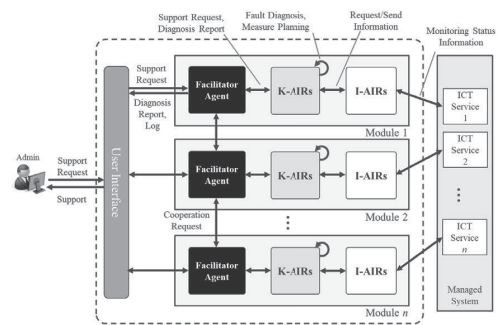 Support Request,
Diagnosis Report
Fault Diagnosis,
Measure Planning
Request/Send
Information
Monitoring Status
Information
Support
Request
Diagnosis
Report,
Log
Facilitator
Agent
K-AIRs
I-AIRs
Module 1
ICT
Service
1
Admin
Support
Request
Support
User Interface
Facilitator
Agent
K-AIRs
I-AIRs
Module 2
ICT
Service
2
Cooperation
Request
⋮
⋮
Facilitator
Agent
K-AIRs
I-AIRs
Module n
ICT
Service
n
Managed
System